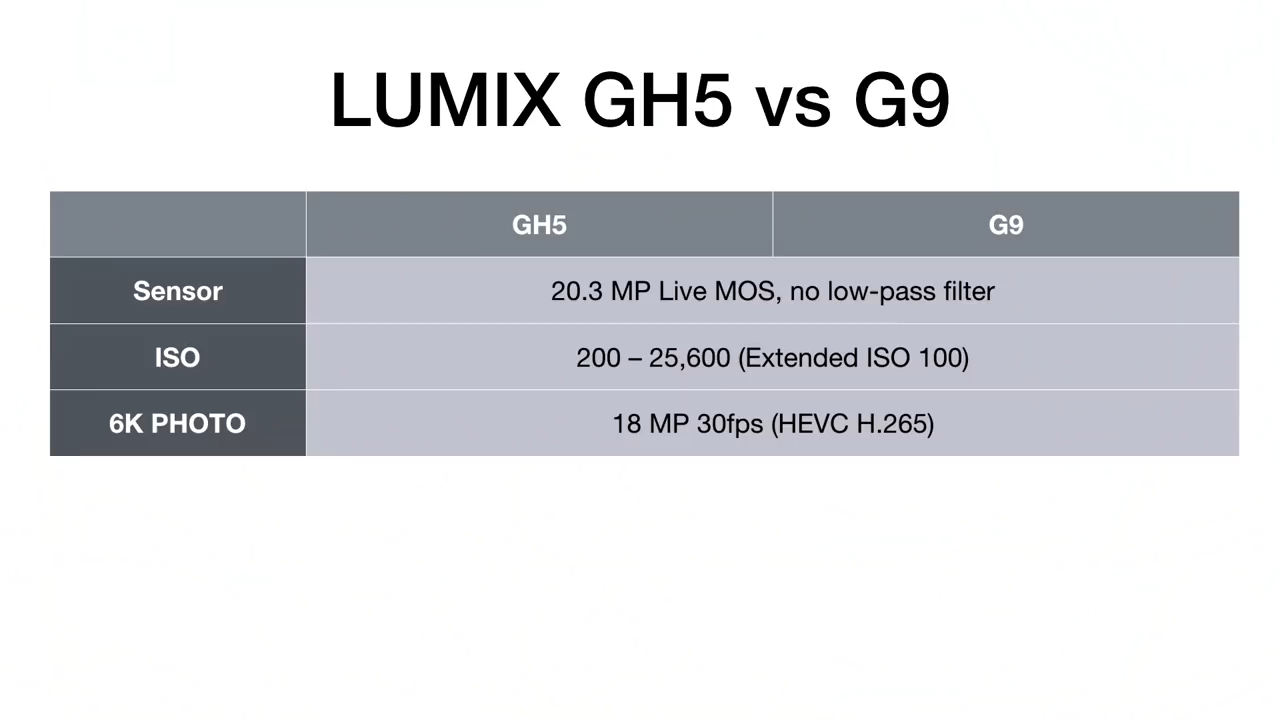 LUMIX GH5 vs G9
GH5 G9
Sensor 20.3 MP Live MOS, no low-pass filter
ISO 200 – 25,600 (Extended ISO 100)
6K PHOTO 18 MP 30fps (HEVC H.265)